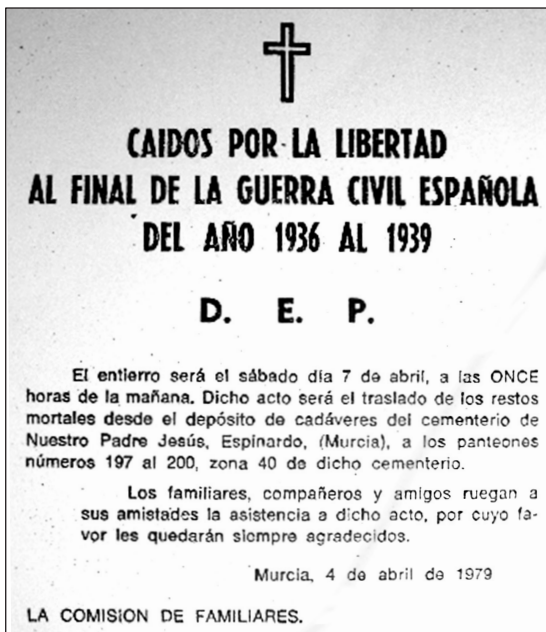 CAIDOS POR LA LIBERTAD
AL FINAL DE LA GUERRA CIVIL ESPAÑOLA
DEL AÑO 1936 AL 1939
D. E. P.
El entierro será el sábado día 7 de abril, a las ONCE
horas de la mañana. Dicho acto será el traslado de los restos
mortales desde el depósito de cadáveres del cementerio de
Nuestro Padre Jesús, Espinardo, (Murcia), a los panteones
números 197 al 200, zona 40 de dicho cementerio.
Los familiares, compañeros y amigos ruegan a
sus amistades la asistencia a dicho acto, por cuyo fa-
vor les quedarán siempre agradecidos.
Murcia, 4 de abril de 1979
LA COMISION DE FAMILIARES.